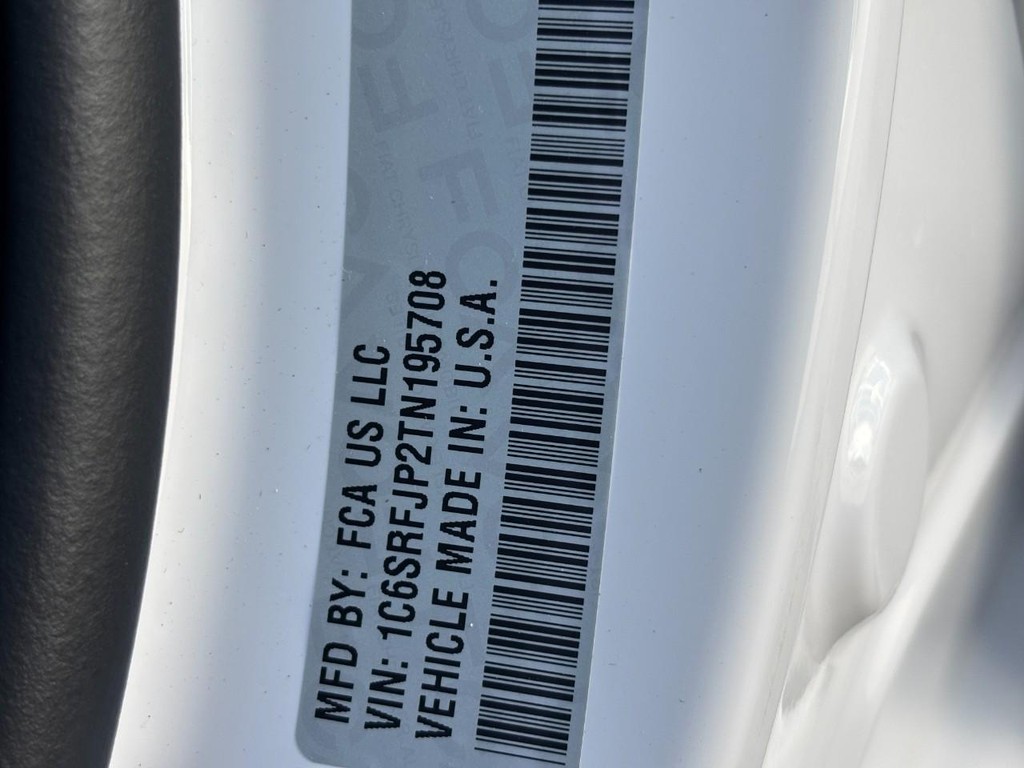 MFD BY: FCA US LLC
VIN: 1C6SRFJP2TN195708
VEHICLE MADE IN: U.S.A.